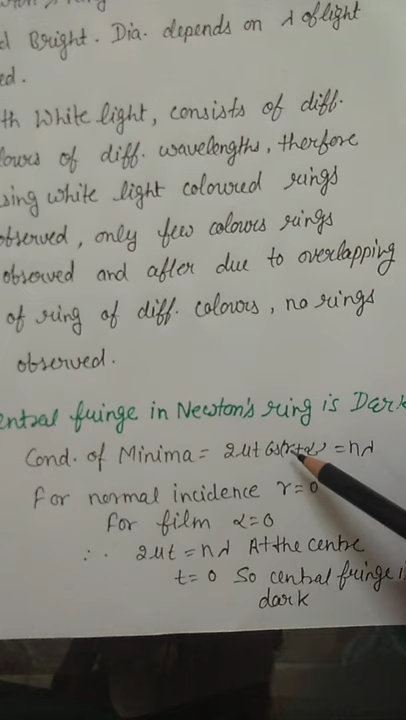 d Bright. Dia. depends on λ of light
ed.
th White light, consists of diff.
lours of diff. wavelengths, therfore
sing white light coloured rings
observed, only few colours rings
observed and after due to overlapping
of ring of diff. colours, no rings
observed.
entral fringe in Newton's ring is Dark
Cond. of Minima = 2μt Cos(r+α) = nλ
For normal incidence r=0
For film α=0
∴ 2μt = nλ At the centre
t=0 So central fringe i
dark